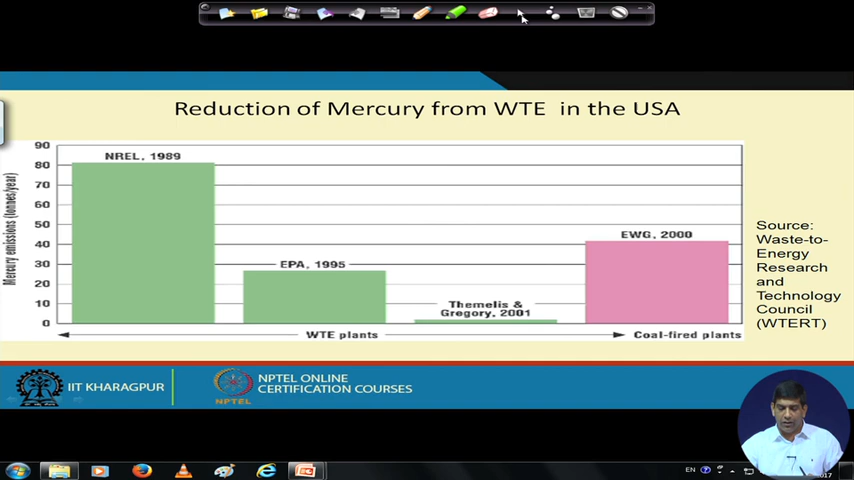 Reduction of Mercury from WTE in the USA
Mercury emissions (tonnes/year)
90
80
70
60
50
40
30
20
10
0
NREL, 1989
EPA, 1995
Themelis &
Gregory, 2001
EWG, 2000
WTE plants
Coal-fired plants
Source:
Waste-to-
Energy
Research
and
Technology
Council
(WTERT)
IIT KHARAGPUR
NPTEL
NPTEL ONLINE
CERTIFICATION COURSES
EN